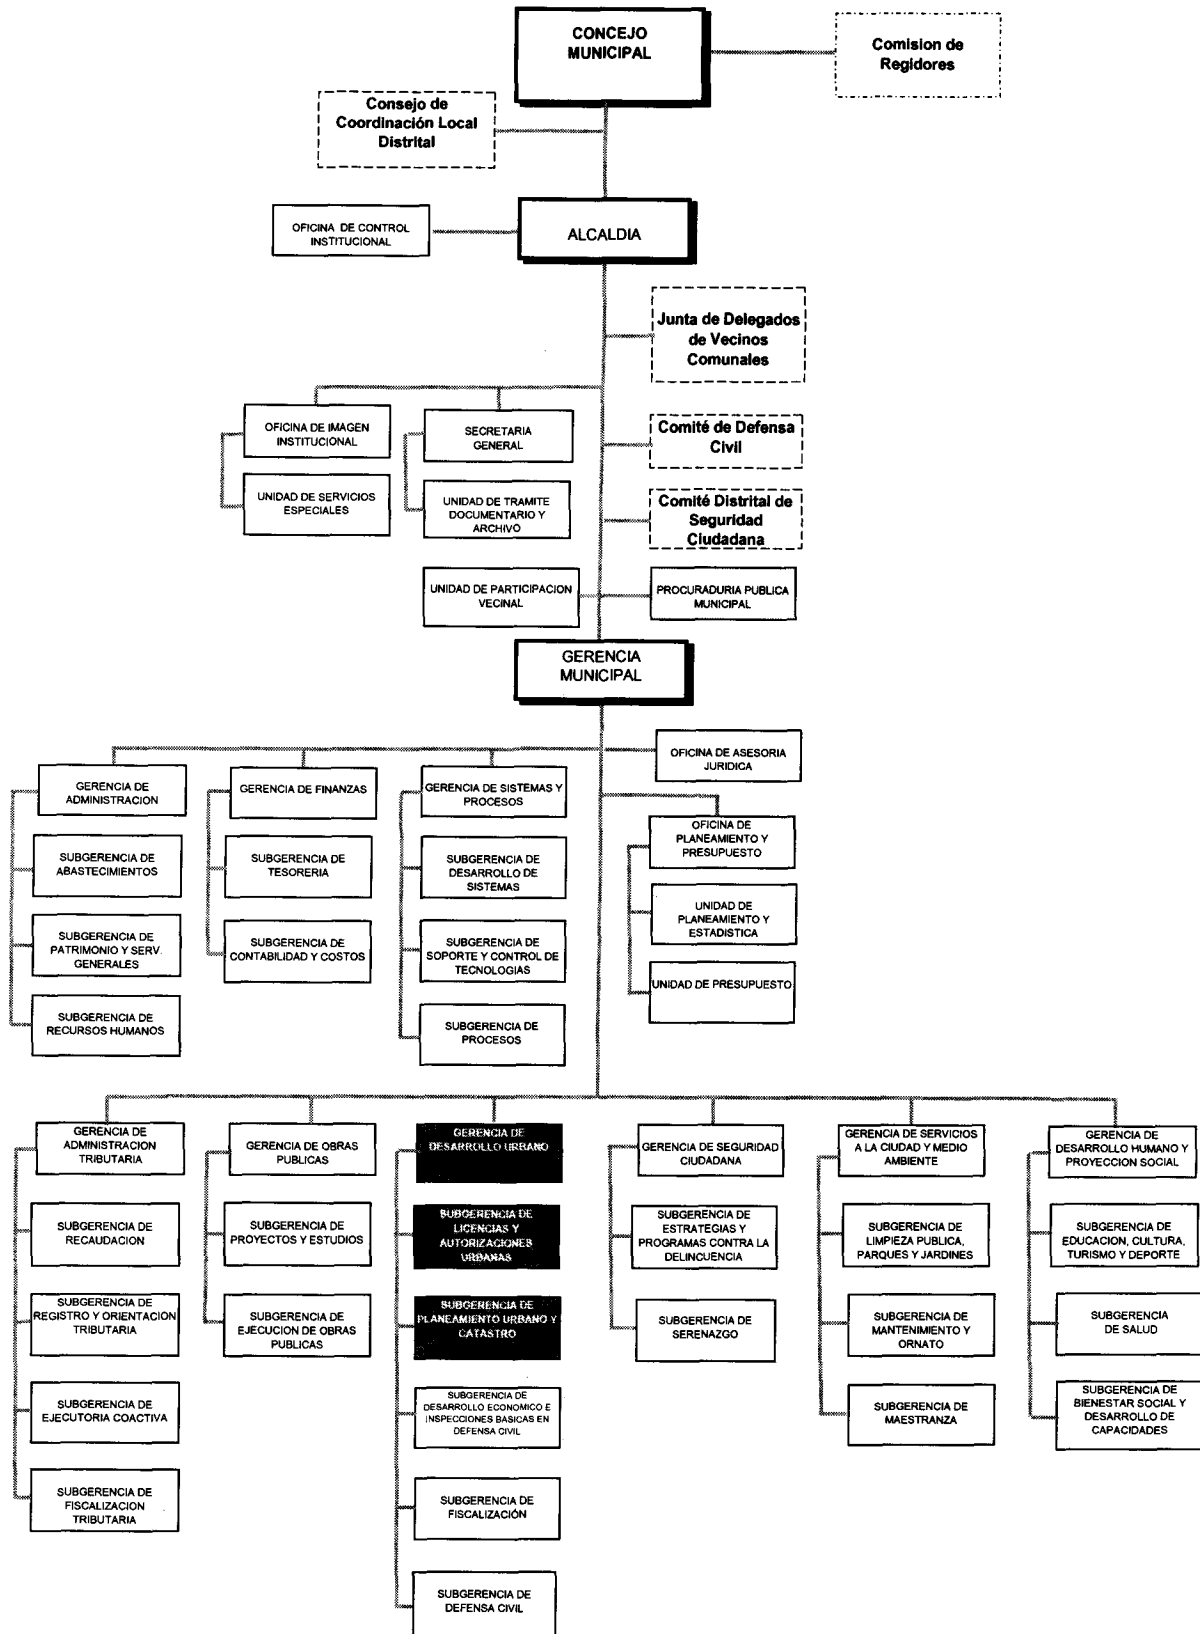 CONCEJO
MUNICIPAL
Comision de
Regidores
Consejo de
Coordinación Local
Distrital
OFICINA DE CONTROL
INSTITUCIONAL
ALCALDIA
Junta de Delegados
de Vecinos
Comunales
OFICINA DE IMAGEN
INSTITUCIONAL
SECRETARIA
GENERAL
Comité de Defensa
Civil
UNIDAD DE SERVICIOS
ESPECIALES
UNIDAD DE TRAMITE
DOCUMENTARIO Y
ARCHIVO
Comité Distrital de
Seguridad
Ciudadana
UNIDAD DE PARTICIPACION
VECINAL
PROCURADURIA PUBLICA
MUNICIPAL
GERENCIA
MUNICIPAL
OFICINA DE ASESORIA
JURIDICA
GERENCIA DE
ADMINISTRACION
GERENCIA DE FINANZAS
GERENCIA DE SISTEMAS Y
PROCESOS
OFICINA DE
PLANEAMIENTO Y
PRESUPUESTO
SUBGERENCIA DE
ABASTECIMIENTOS
SUBGERENCIA DE
TESORERIA
SUBGERENCIA DE
DESARROLLO DE
SISTEMAS
UNIDAD DE
PLANEAMIENTO Y
ESTADISTICA
SUBGERENCIA DE
PATRIMONIO Y SERV.
GENERALES
SUBGERENCIA DE
CONTABILIDAD Y COSTOS
SUBGERENCIA DE
SOPORTE Y CONTROL DE
TECNOLOGIAS
UNIDAD DE PRESUPUESTO
SUBGERENCIA DE
RECURSOS HUMANOS
SUBGERENCIA DE
PROCESOS
GERENCIA DE
ADMINISTRACION
TRIBUTARIA
GERENCIA DE OBRAS
PUBLICAS
GERENCIA DE
DESARROLLO URBANO
GERENCIA DE SEGURIDAD
CIUDADANA
GERENCIA DE SERVICIOS
A LA CIUDAD Y MEDIO
AMBIENTE
GERENCIA DE
DESARROLLO HUMANO Y
PROYECCION SOCIAL
SUBGERENCIA DE
RECAUDACION
SUBGERENCIA DE
PROYECTOS Y ESTUDIOS
SUBGERENCIA DE
LICENCIAS Y
AUTORIZACIONES
URBANAS
SUBGERENCIA DE
ESTRATEGIAS Y
PROGRAMAS CONTRA LA
DELINCUENCIA
SUBGERENCIA DE
LIMPIEZA PUBLICA,
PARQUES Y JARDINES
SUBGERENCIA DE
EDUCACION, CULTURA,
TURISMO Y DEPORTE
SUBGERENCIA DE
REGISTRO Y ORIENTACION
TRIBUTARIA
SUBGERENCIA DE
EJECUCION DE OBRAS
PUBLICAS
SUBGERENCIA DE
PLANEAMIENTO URBANO Y
CATASTRO
SUBGERENCIA DE
SERENAZGO
SUBGERENCIA DE
MANTENIMIENTO Y
ORNATO
SUBGERENCIA
DE SALUD
SUBGERENCIA DE
EJECUTORIA COACTIVA
SUBGERENCIA DE
DESARROLLO ECONOMICO E
INSPECCIONES BASICAS EN
DEFENSA CIVIL
SUBGERENCIA DE
MAESTRANZA
SUBGERENCIA DE
BIENESTAR SOCIAL Y
DESARROLLO DE
CAPACIDADES
SUBGERENCIA DE
FISCALIZACION
TRIBUTARIA
SUBGERENCIA DE
FISCALIZACIÓN
SUBGERENCIA DE
DEFENSA CIVIL